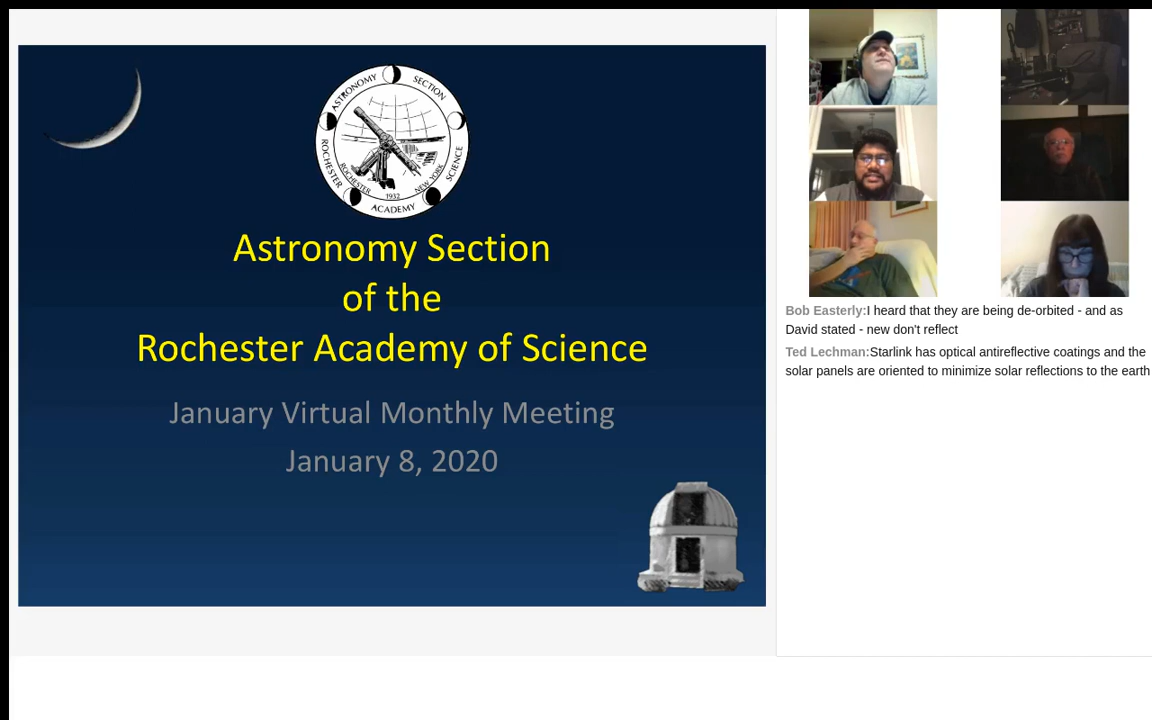 ASTRONOMY SECTION
ROCHESTER ACADEMY SCIENCE
ROCHESTER 1932 NEW YORK
Astronomy Section
of the
Rochester Academy of Science
January Virtual Monthly Meeting
January 8, 2020
Bob Easterly:I heard that they are being de-orbited - and as
David stated - new don't reflect
Ted Lechman:Starlink has optical antireflective coatings and the
solar panels are oriented to minimize solar reflections to the earth